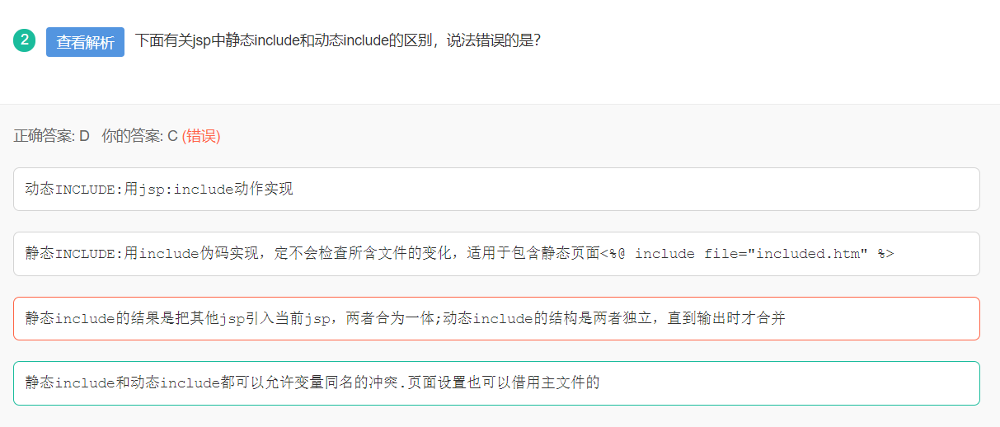 2 查看解析 下面有关jsp中静态include和动态include的区别，说法错误的是？
正确答案: D 你的答案: C (错误)
动态INCLUDE:用jsp:include动作实现
静态INCLUDE:用include伪码实现，定不会检查所含文件的变化，适用于包含静态页面<%@ include file="included.htm" %>
静态include的结果是把其他jsp引入当前jsp，两者合为一体;动态include的结构是两者独立，直到输出时才合并
静态include和动态include都可以允许变量同名的冲突.页面设置也可以借用主文件的